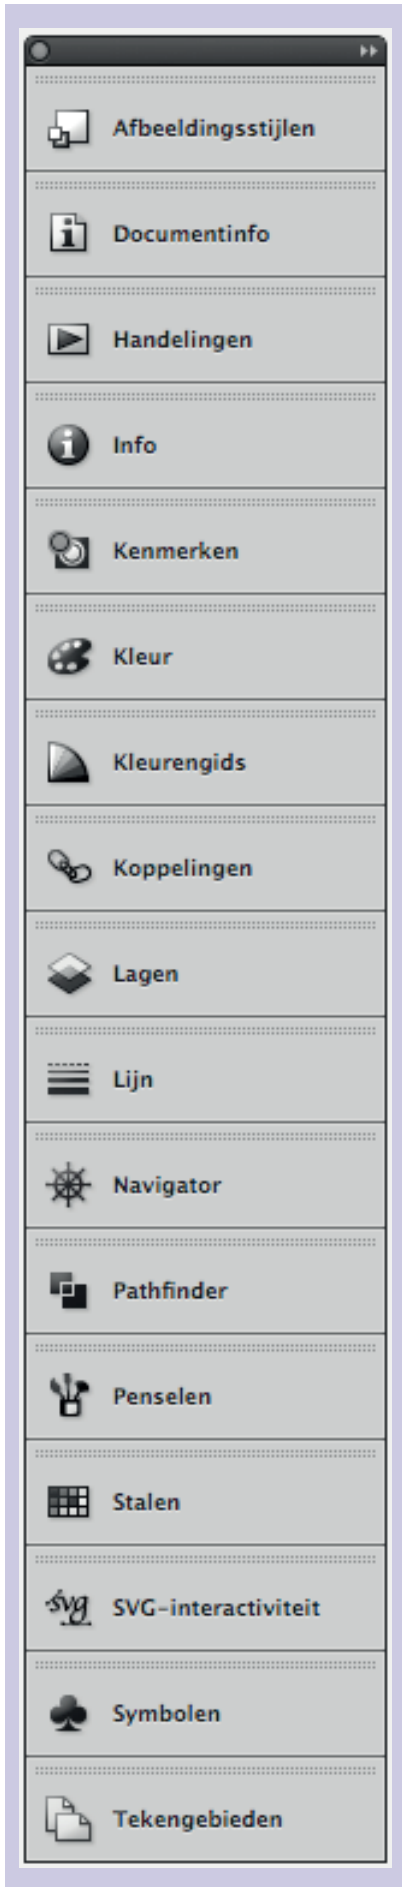 Afbeeldingsstijlen
Documentinfo
Handelingen
Info
Kenmerken
Kleur
Kleurengids
Koppelingen
Lagen
Lijn
Navigator
Pathfinder
Penselen
Stalen
svg SVG-interactiviteit
Symbolen
Tekengebieden